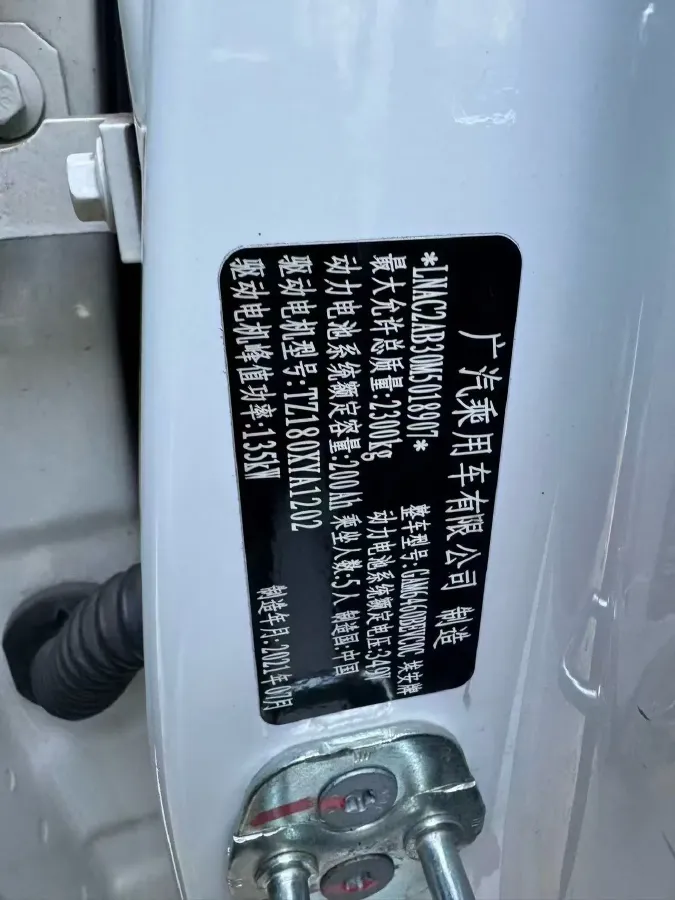 广汽乘用车有限公司 制造
*LNAC2AB30M5018907* 整车型号:GAM6460BEVC0C 埃安牌
最大允许总质量:2300kg 动力电池系统额定电压:349V
动力电池系统额定容量:200Ah 乘坐人数:5人 制造国:中国
驱动电机型号:TZ180XYA1202
驱动电机峰值功率:135kW 制造年月:2021年07月